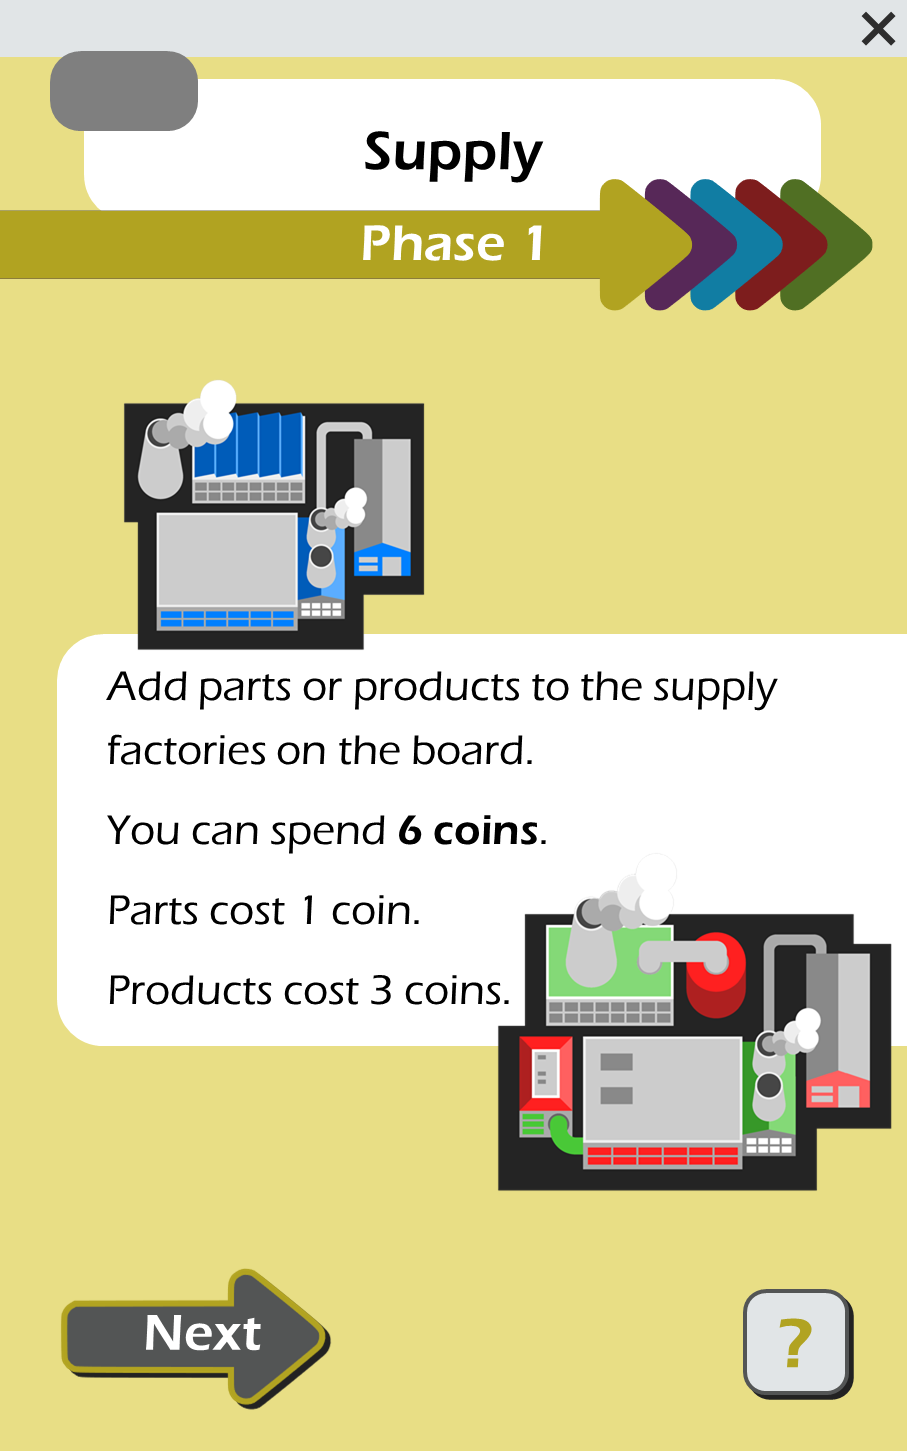 Supply
Phase 1
Add parts or products to the supply
factories on the board.
You can spend 6 coins.
Parts cost 1 coin.
Products cost 3 coins.
Next
?